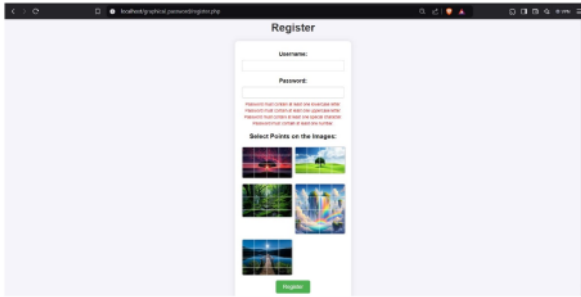 localhost/graphical_password/register.php
Register
Username:
Password:
Password must contain at least one lowercase letter
Password must contain at least one uppercase letter
Password must contain at least one special character
Password must contain at least one number
Select Points on the Images:
Register